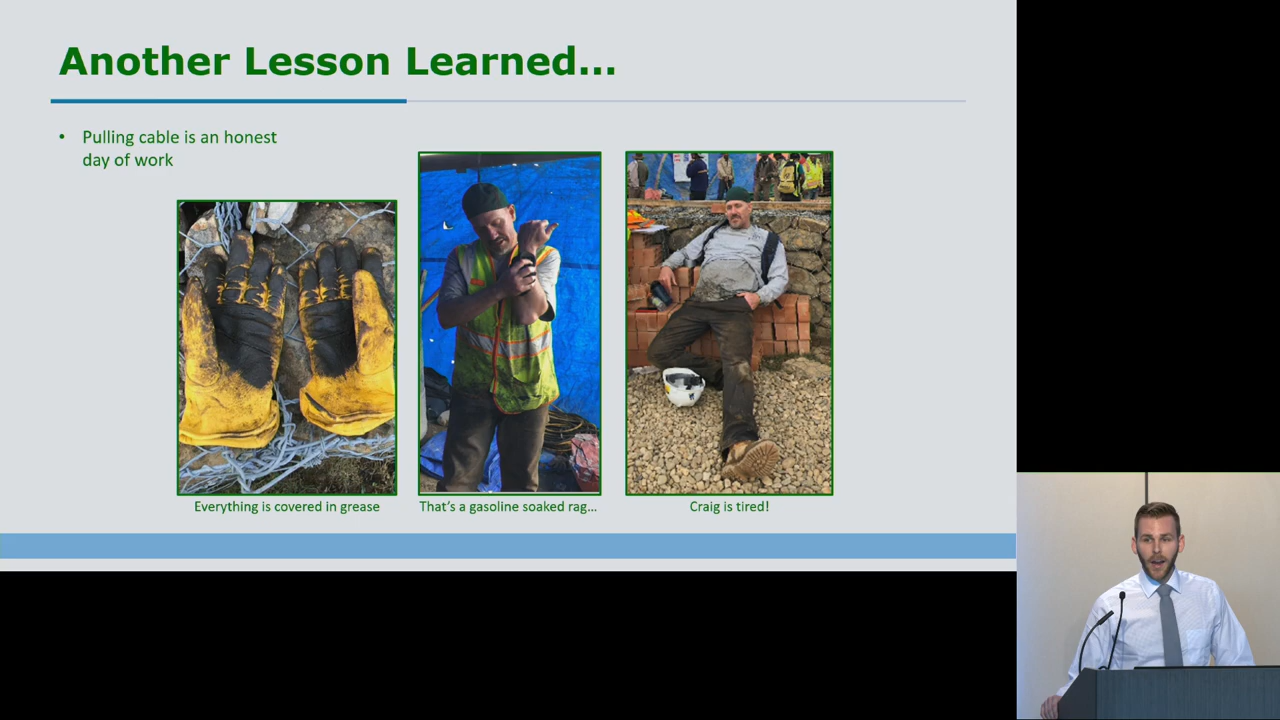 Another Lesson Learned...
• Pulling cable is an honest
day of work
Everything is covered in grease
That's a gasoline soaked rag...
Craig is tired!